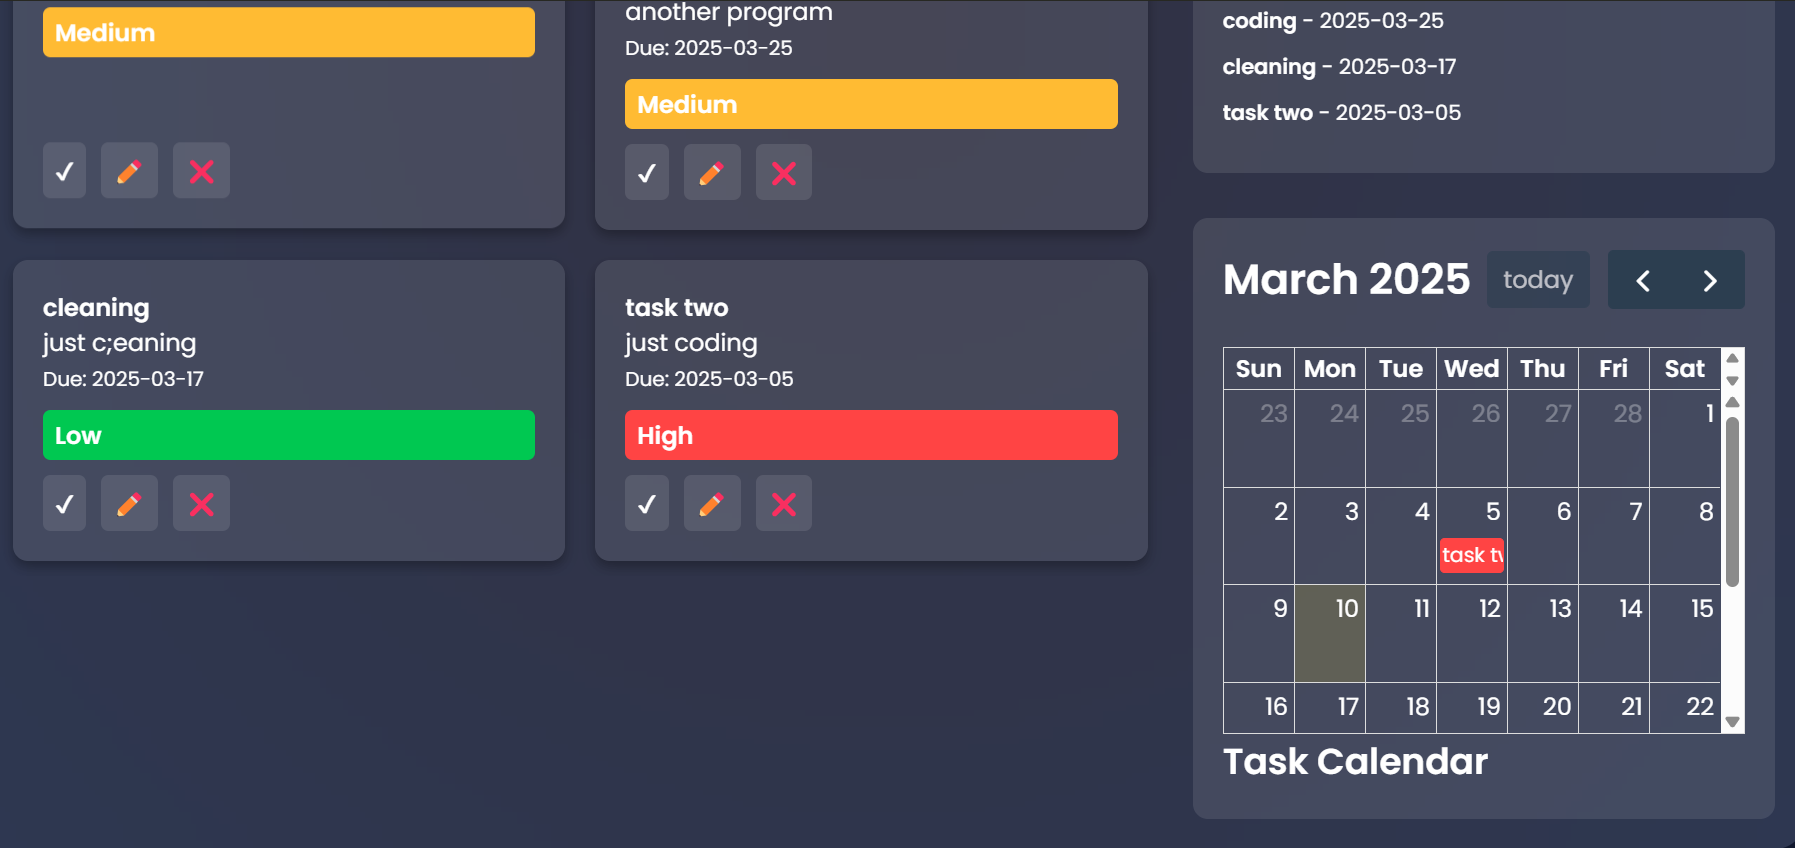 Medium
another program
Due: 2025-03-25
Medium
cleaning
just c;eaning
Due: 2025-03-17
Low
task two
just coding
Due: 2025-03-05
High
coding - 2025-03-25
cleaning - 2025-03-17
task two - 2025-03-05
March 2025 today
Sun Mon Tue Wed Thu Fri Sat
23 24 25 26 27 28 1
2 3 4 5 6 7 8
task
9 10 11 12 13 14 15
16 17 18 19 20 21 22
Task Calendar